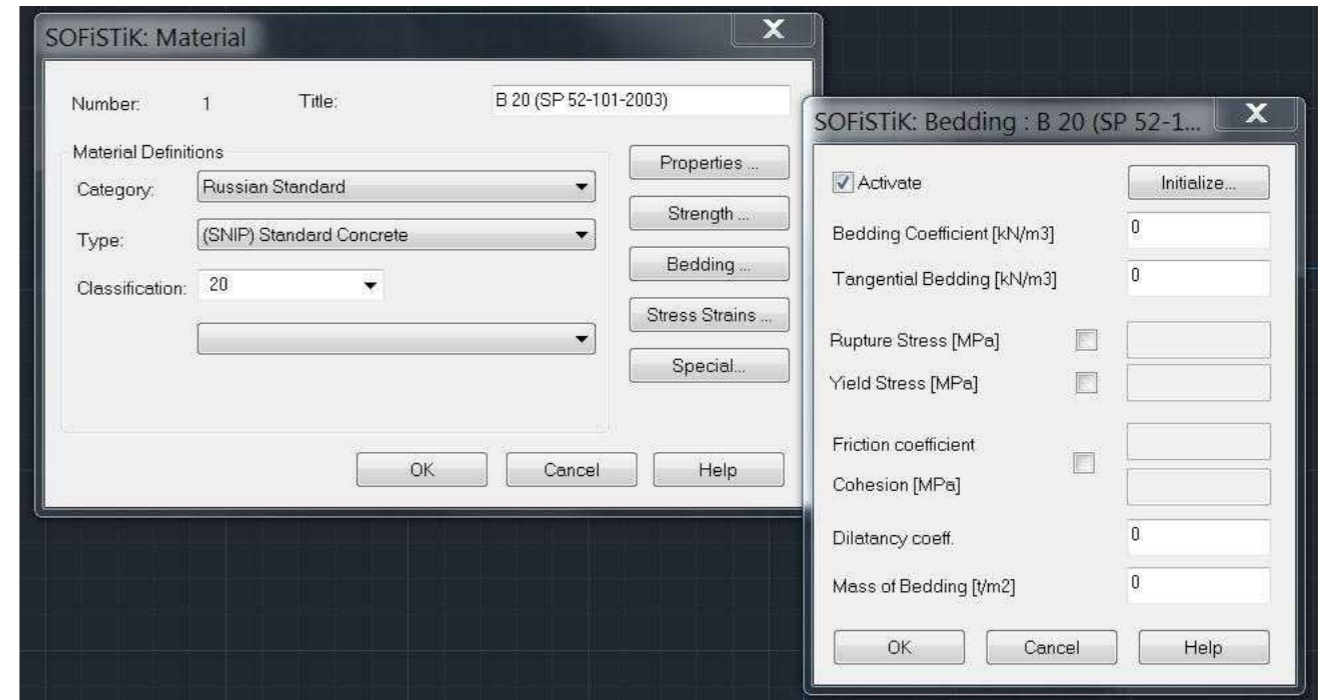 SOFiSTiK: Material
X
Number: 1 Title: B 20 (SP 52-101-2003)
Material Definitions
Category: Russian Standard
Type: (SNIP) Standard Concrete
Classification: 20
Properties ...
Strength ...
Bedding ...
Stress Strains ...
Special...
OK Cancel Help
SOFiSTiK: Bedding : B 20 (SP 52-1...
X
Activate Initialize...
Bedding Coefficient [kN/m3] 0
Tangential Bedding [kN/m3] 0
Rupture Stress [MPa]
Yield Stress [MPa]
Friction coefficient
Cohesion [MPa]
Dilatancy coeff. 0
Mass of Bedding [t/m2] 0
OK Cancel Help